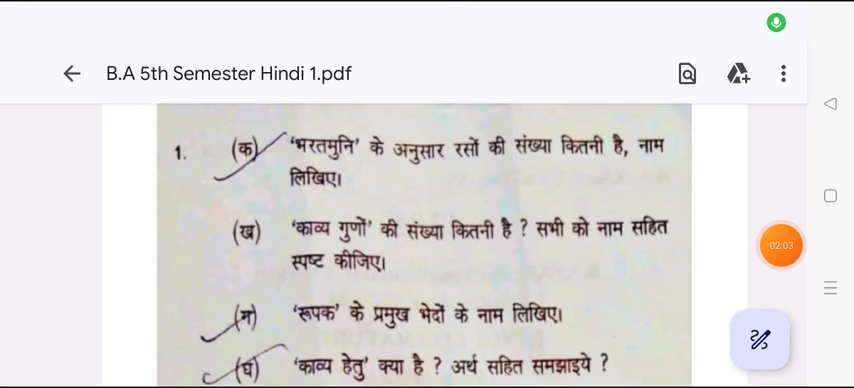 B.A 5th Semester Hindi 1.pdf
1. (क) 'भरतमुनि' के अनुसार रसों की संख्या कितनी है, नाम
लिखिए।
(ख) 'काव्य गुणों' की संख्या कितनी है ? सभी को नाम सहित
स्पष्ट कीजिए।
02:03
(ग) 'रूपक' के प्रमुख भेदों के नाम लिखिए।
(घ) 'काव्य हेतु' क्या है ? अर्थ सहित समझाइये ?